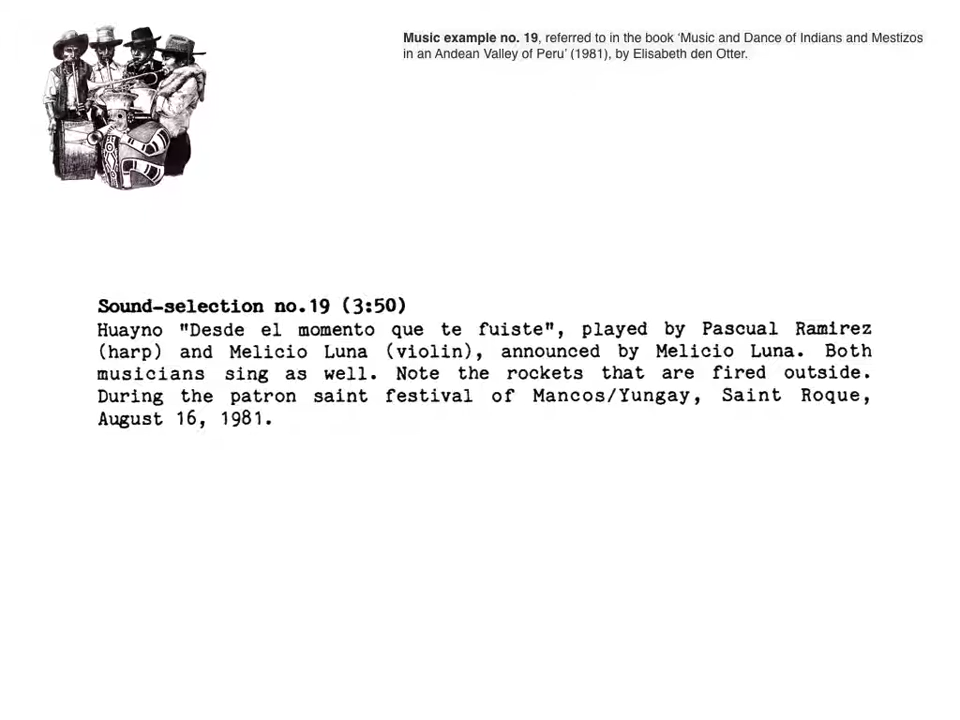 Music example no. 19, referred to in the book ‘Music and Dance of Indians and Mestizos
in an Andean Valley of Peru’ (1981), by Elisabeth den Otter.
Sound-selection no.19 (3:50)
Huayno "Desde el momento que te fuiste", played by Pascual Ramirez
(harp) and Melicio Luna (violin), announced by Melicio Luna. Both
musicians sing as well. Note the rockets that are fired outside.
During the patron saint festival of Mancos/Yungay, Saint Roque,
August 16, 1981.